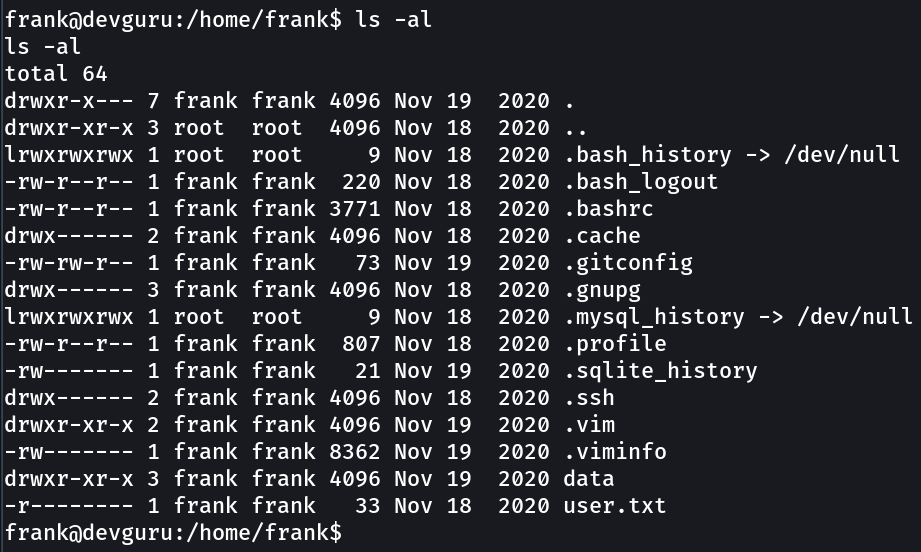 frank@devguru:/home/frank$ ls -al
ls -al
total 64
drwxr-x--- 7 frank frank 4096 Nov 19  2020 .
drwxr-xr-x 3 root  root  4096 Nov 18  2020 ..
lrwxrwxrwx 1 root  root     9 Nov 18  2020 .bash_history -> /dev/null
-rw-r--r-- 1 frank frank  220 Nov 18  2020 .bash_logout
-rw-r--r-- 1 frank frank 3771 Nov 18  2020 .bashrc
drwx------ 2 frank frank 4096 Nov 18  2020 .cache
-rw-rw-r-- 1 frank frank   73 Nov 19  2020 .gitconfig
drwx------ 3 frank frank 4096 Nov 18  2020 .gnupg
lrwxrwxrwx 1 root  root     9 Nov 18  2020 .mysql_history -> /dev/null
-rw-r--r-- 1 frank frank  807 Nov 18  2020 .profile
-rw------- 1 frank frank   21 Nov 19  2020 .sqlite_history
drwx------ 2 frank frank 4096 Nov 18  2020 .ssh
drwxr-xr-x 2 frank frank 4096 Nov 19  2020 .vim
-rw------- 1 frank frank 8362 Nov 19  2020 .viminfo
drwxr-xr-x 3 frank frank 4096 Nov 19  2020 data
-r-------- 1 frank frank   33 Nov 18  2020 user.txt
frank@devguru:/home/frank$